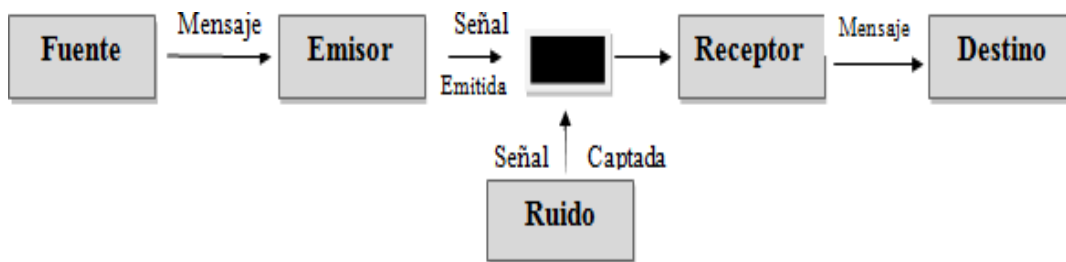 Mensaje
Fuente
Emisor
Señal
Emitida
Receptor
Mensaje
Destino
Señal Captada
Ruido